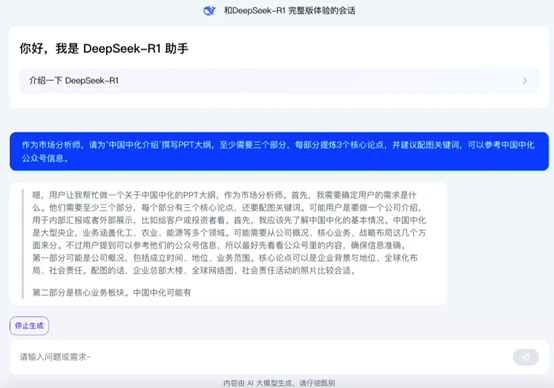 和DeepSeek-R1 完整版体验的会话
你好，我是 DeepSeek-R1 助手
介绍一下 DeepSeek-R1
作为市场分析师，请为"中国中化介绍"撰写PPT大纲，至少需要三个部分，每部分提炼3个核心论点，并建议配图关键词，可以参考中国中化
公众号信息。
嗯，用户让我帮忙做一个关于中国中化的PPT大纲，作为市场分析师。首先，我需要确定用户的需求是什
么。他们需要至少三个部分，每个部分有三个核心论点，还要配图关键词。可能用户是要做一个公司介绍，
用于内部汇报或者外部展示，比如给客户或投资者看。首先，我应该先了解中国中化的基本情况。中国中化
是大型央企，业务涵盖化工、农业、能源等多个领域。可能需要从公司概况、核心业务、战略布局这几个方
面来分。不过用户提到可以参考他们的公众号信息，所以最好先看看公众号里的内容，确保信息准确。
第一部分可能是公司概况，包括成立时间、地位、业务范围。核心论点可以是企业背景与地位、全球化布
局、社会责任。配图的话，企业总部大楼、全球网络图、社会责任活动的照片比较合适。
第二部分是核心业务板块。中国中化可能有
停止生成
请输入问题或需求~
内容由 AI 大模型生成，请仔细甄别